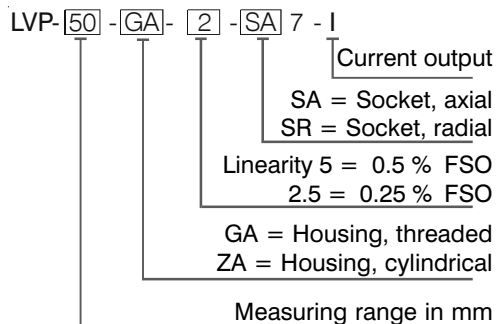 LVP- 50 - GA - 2 - SA 7 - I
Current output
SA = Socket, axial
SR = Socket, radial
Linearity 5 = 0.5 % FSO
2.5 = 0.25 % FSO
GA = Housing, threaded
ZA = Housing, cylindrical
Measuring range in mm